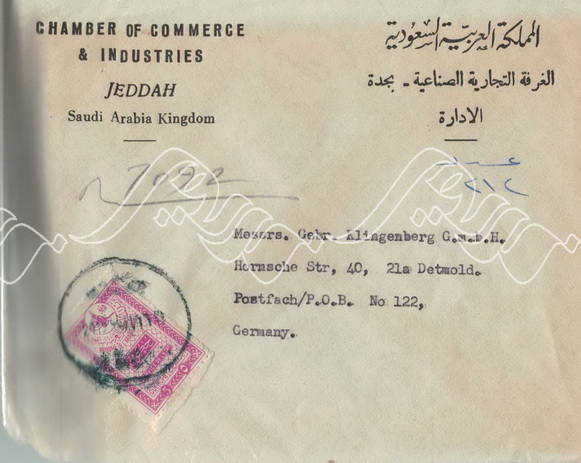 CHAMBER OF COMMERCE
& INDUSTRIES
JEDDAH
Saudi Arabia Kingdom
المملكة العربية السعودية
الغرفة التجارية الصناعية - بجدة
الادارة
Messrs. Gebr. Klingenberg G.m.b.H.
Hornsche Str, 40, 21a Detmold.
Postfach/P.O.B. No 122,
Germany.